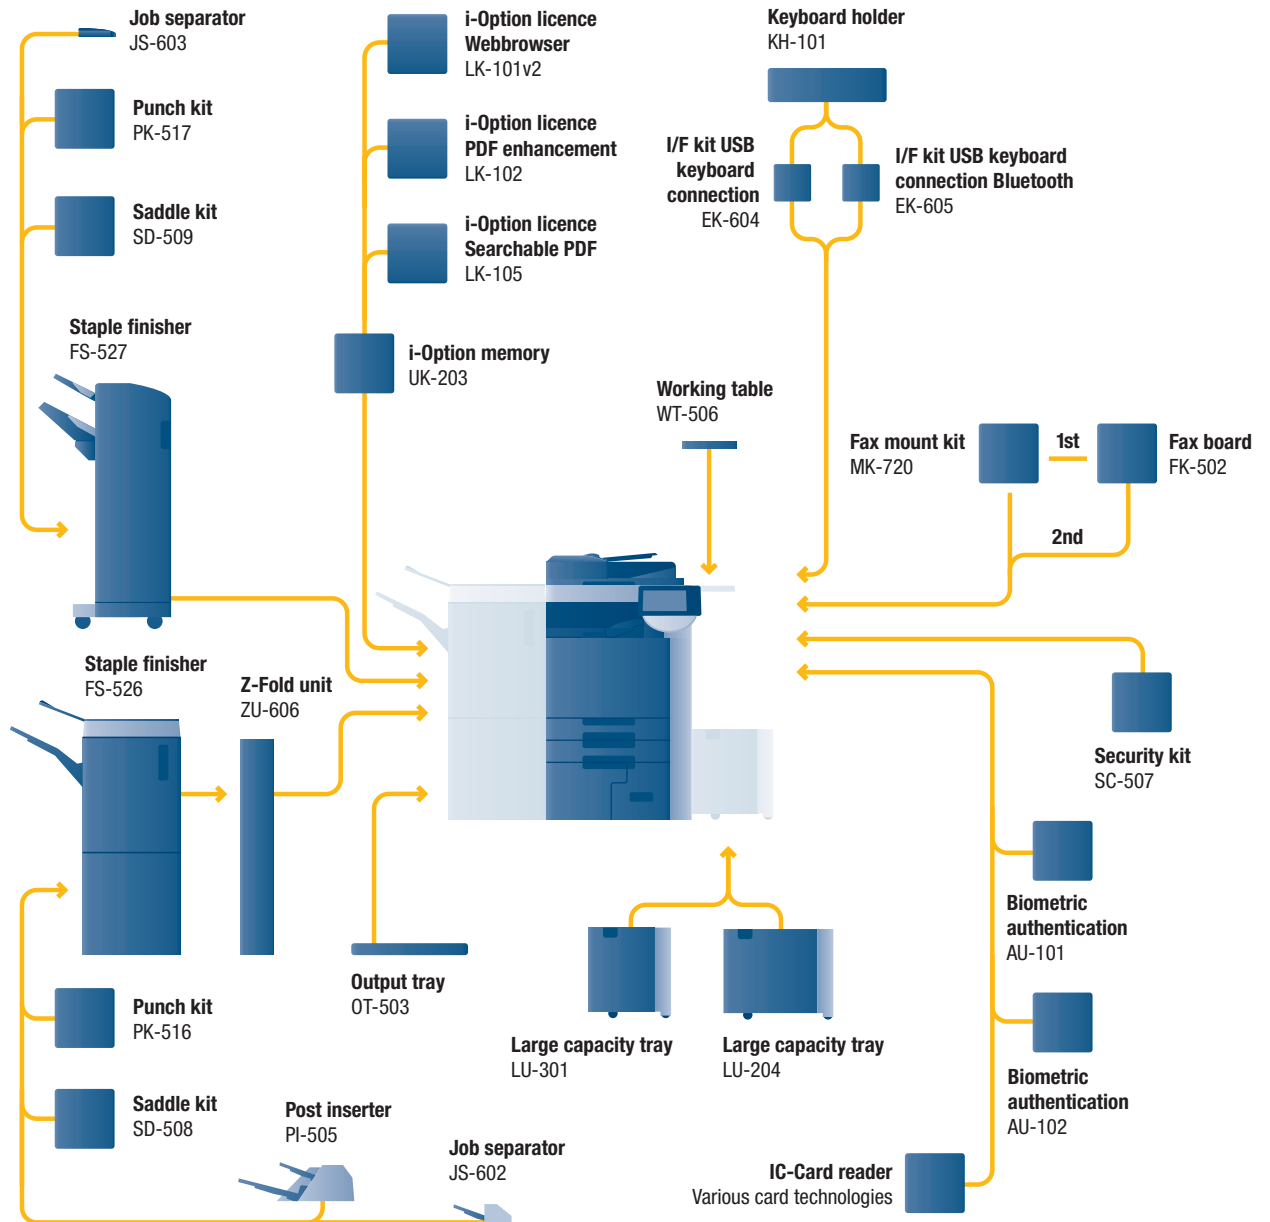 Job separator
JS-603
Punch kit
PK-517
Saddle kit
SD-509
Staple finisher
FS-527
i-Option licence
Webbrowser
LK-101v2
i-Option licence
PDF enhancement
LK-102
i-Option licence
Searchable PDF
LK-105
i-Option memory
UK-203
Keyboard holder
KH-101
I/F kit USB
keyboard
connection
EK-604
I/F kit USB keyboard
connection Bluetooth
EK-605
Working table
WT-506
Fax mount kit
MK-720
1st
Fax board
FK-502
2nd
Staple finisher
FS-526
Z-Fold unit
ZU-606
Security kit
SC-507
Output tray
OT-503
Large capacity tray
LU-301
Large capacity tray
LU-204
Biometric
authentication
AU-101
Biometric
authentication
AU-102
Punch kit
PK-516
Saddle kit
SD-508
Post inserter
PI-505
Job separator
JS-602
IC-Card reader
Various card technologies